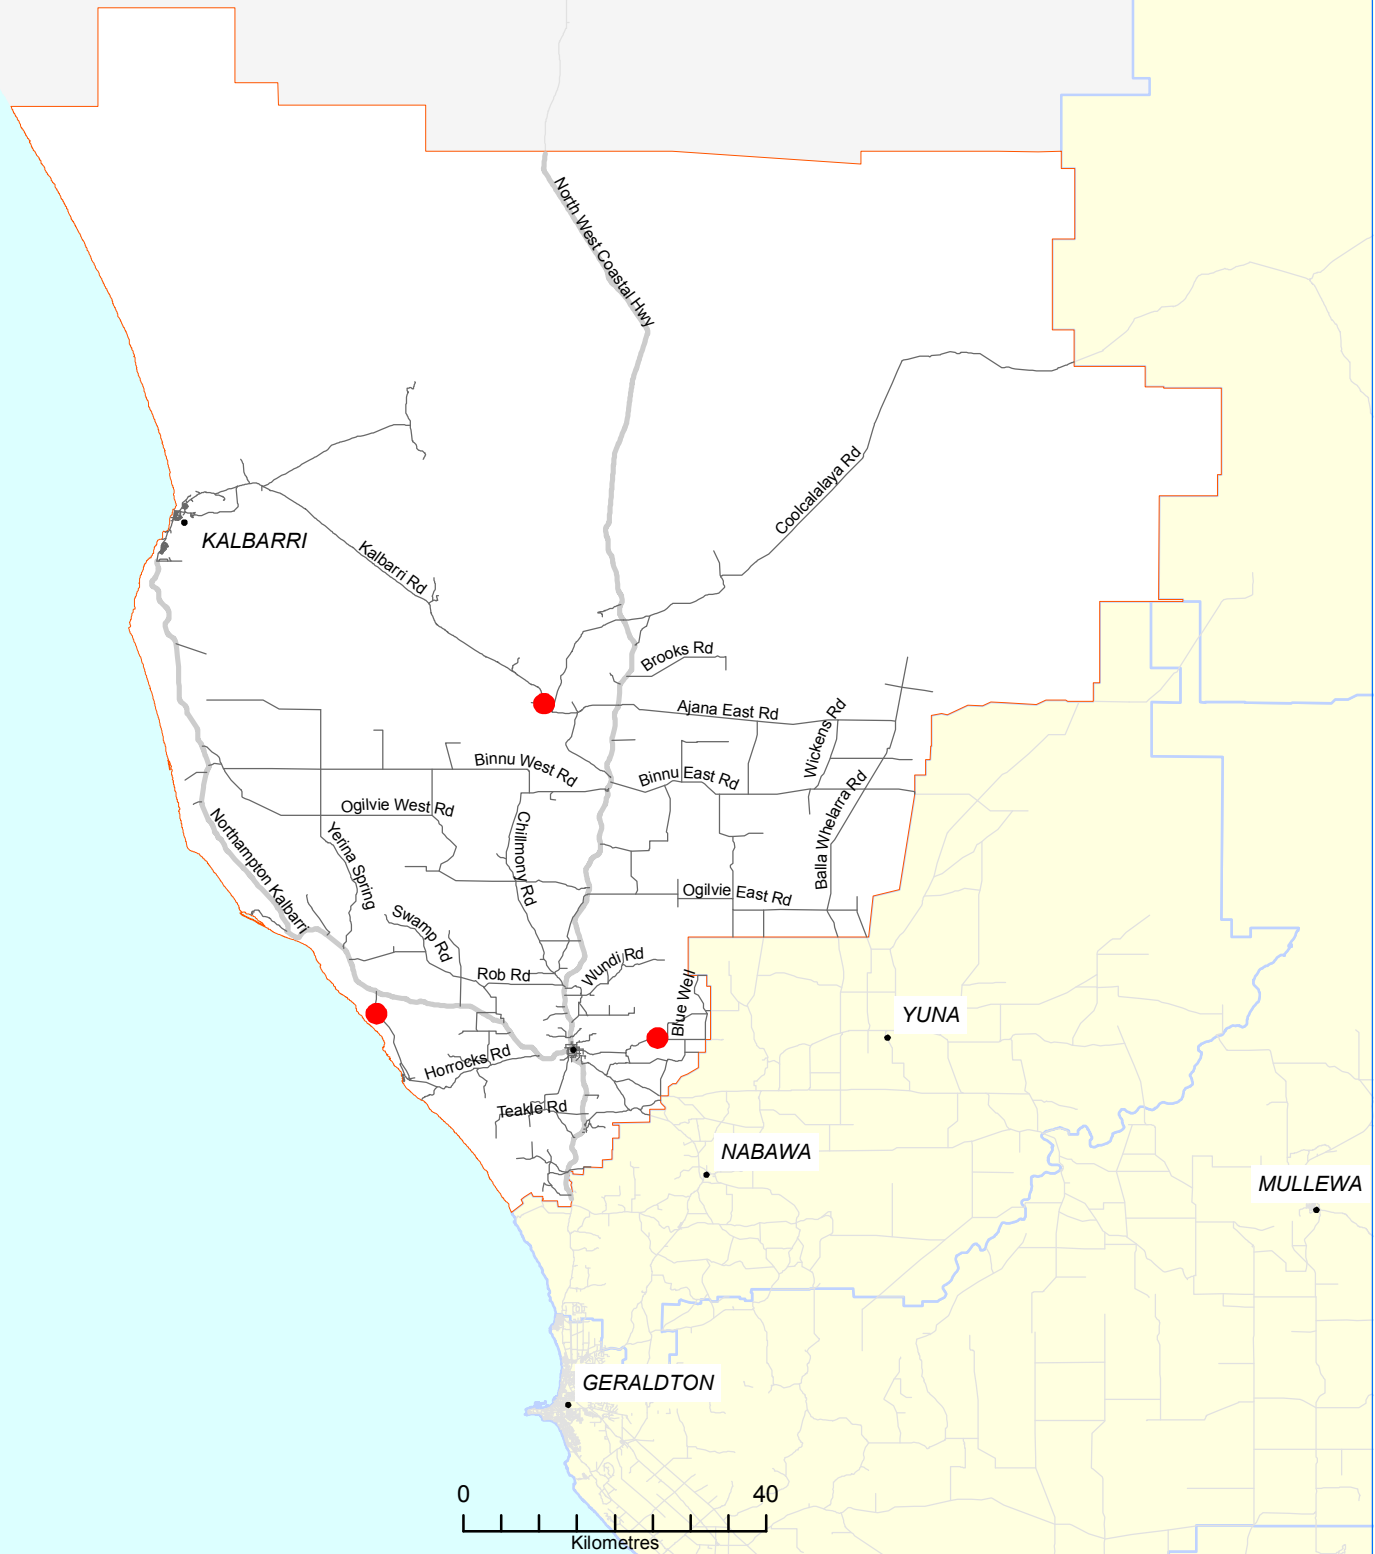 North West Coastal Hwy
Coolcalalaya Rd
KALBARRI
Kalbarri Rd
Brooks Rd
Ajana East Rd
Wickens Rd
Binnu West Rd
Binnu East Rd
Balla Whelarra Rd
Ogilvie West Rd
Chillmony Rd
Northampton Kalbarri
Yerina Spring
Ogilvie East Rd
Swamp Rd
Rob Rd
Wundi Rd
Blue Well
YUNA
Horrocks Rd
Teakle Rd
NABAWA
MULLEWA
GERALDTON
0 40
Kilometres